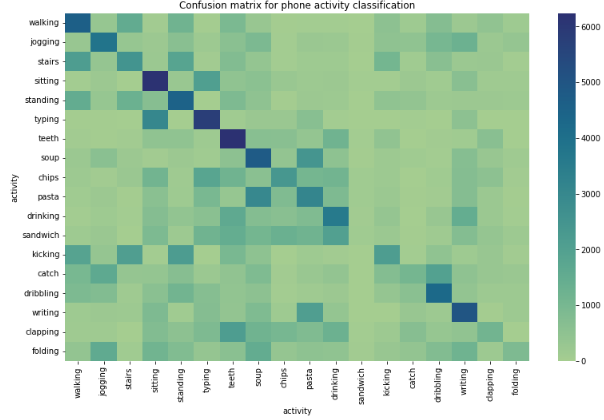 Confusion matrix for phone activity classification
walking
jogging
stairs
sitting
standing
typing
teeth
soup
chips
pasta
drinking
sandwich
kicking
catch
dribbling
writing
clapping
folding
activity
walking
jogging
stairs
sitting
standing
typing
teeth
soup
chips
pasta
drinking
sandwich
kicking
catch
dribbling
writing
clapping
folding
activity
6000
5000
4000
3000
2000
1000
0